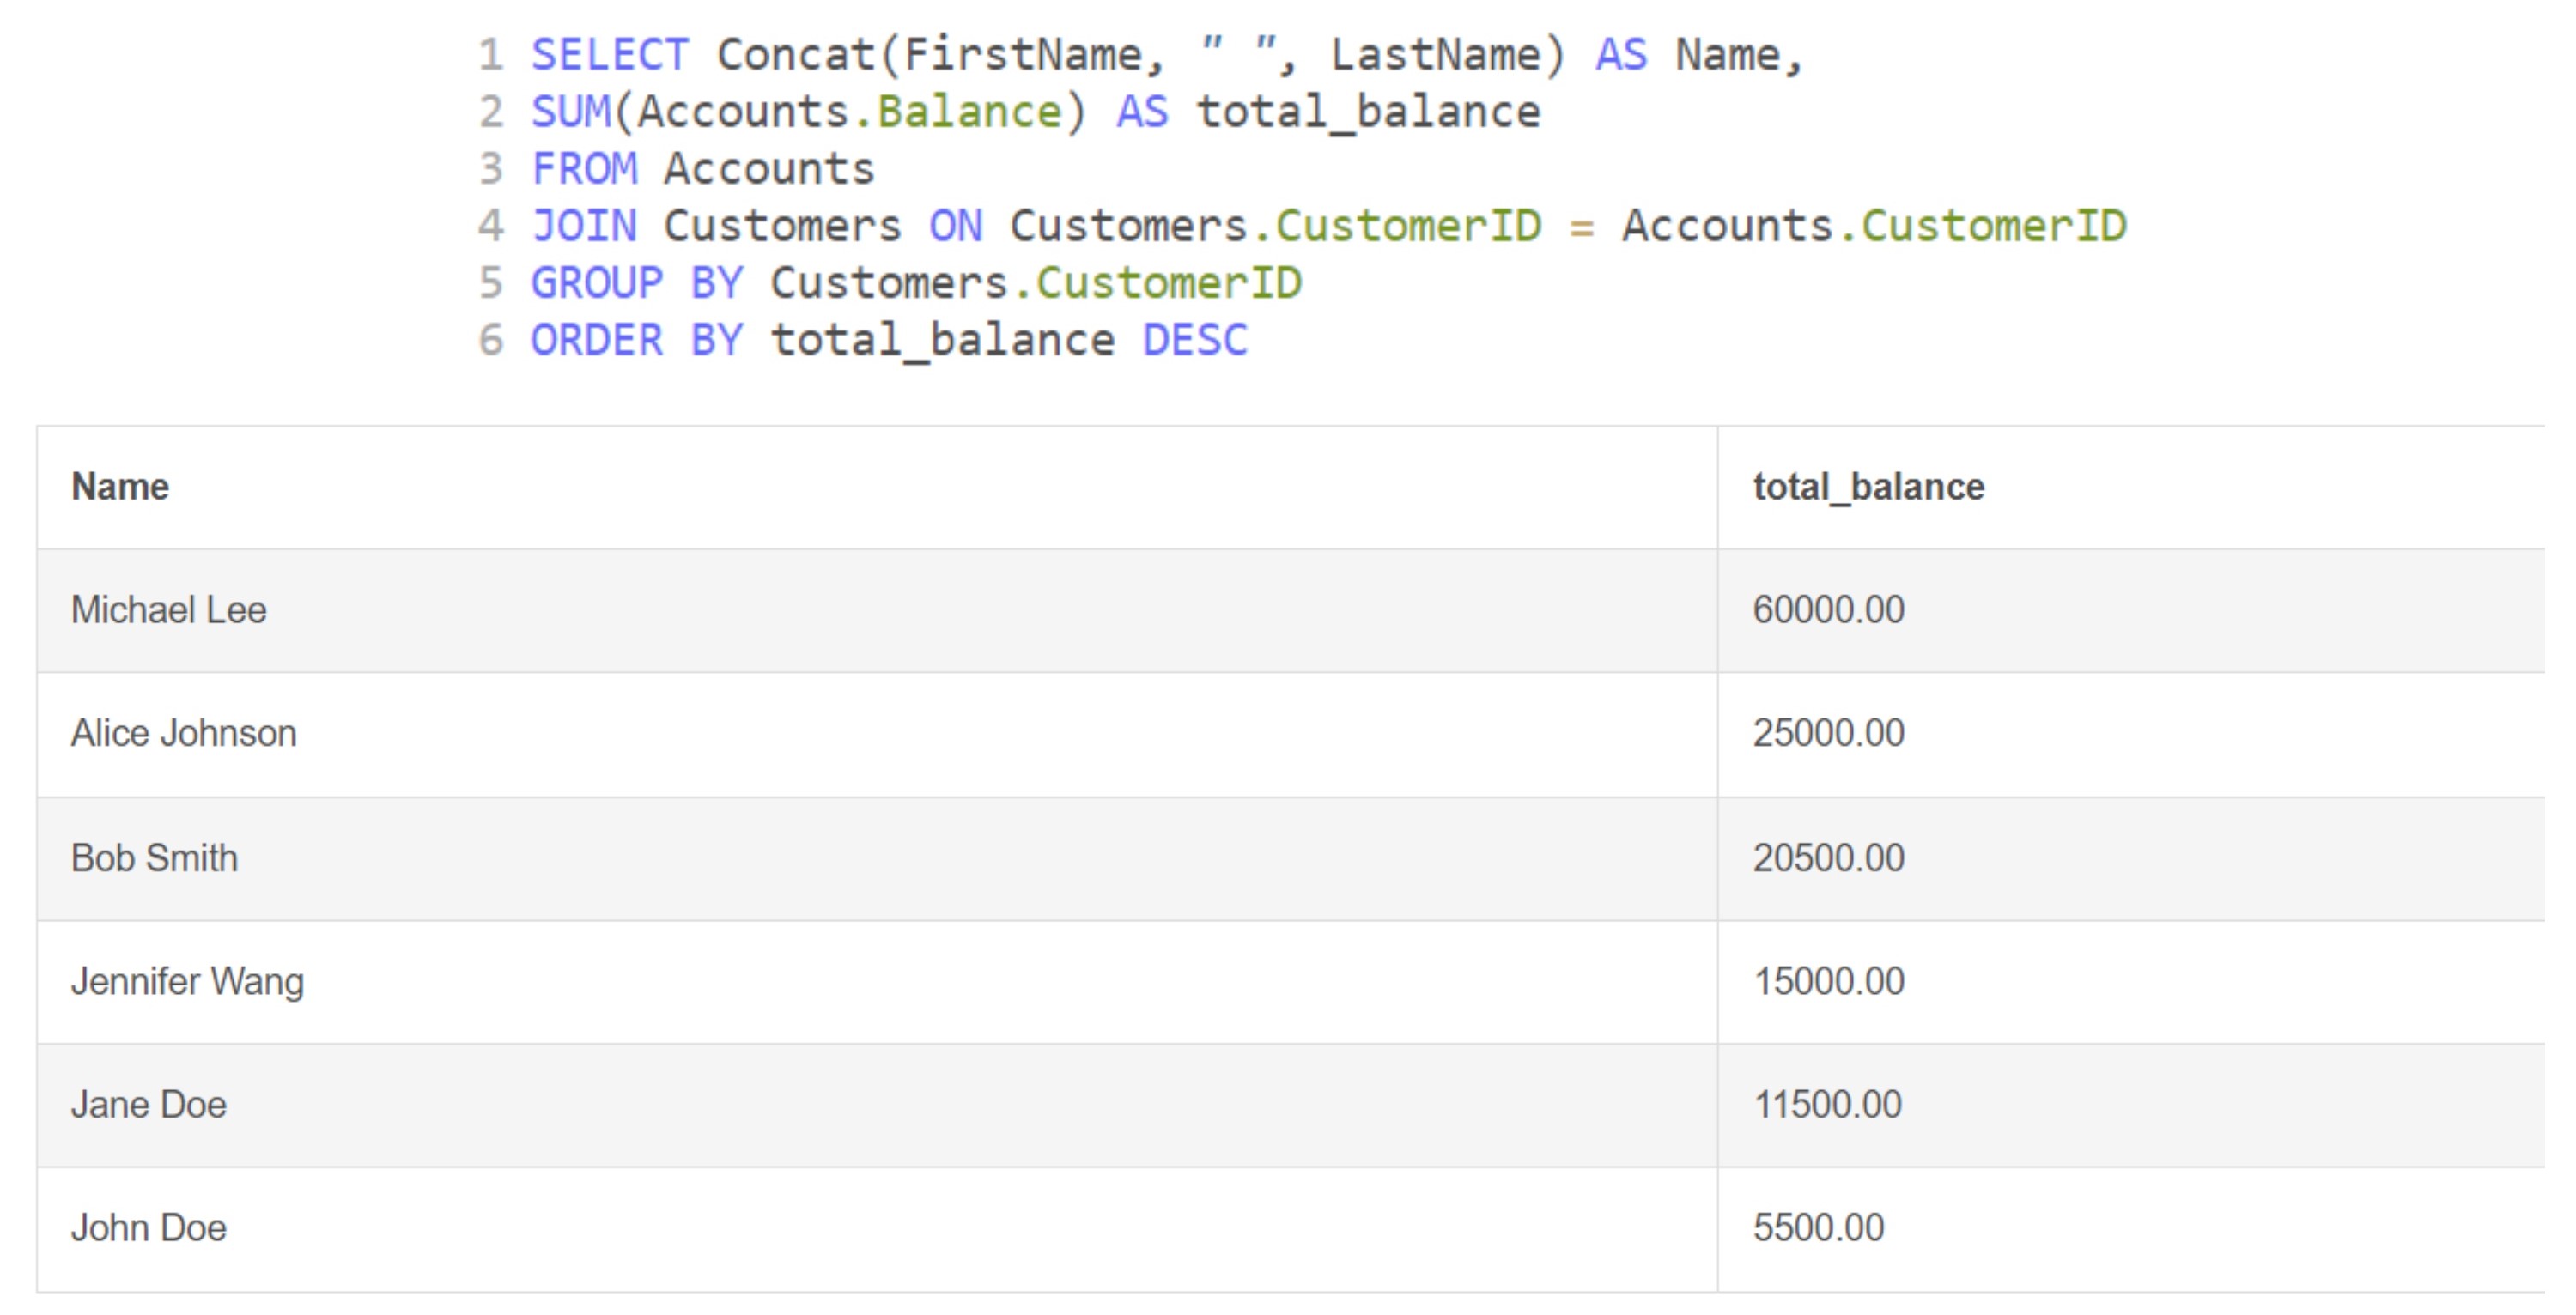 1 SELECT Concat(FirstName, " ", LastName) AS Name,
2 SUM(Accounts.Balance) AS total_balance
3 FROM Accounts
4 JOIN Customers ON Customers.CustomerID = Accounts.CustomerID
5 GROUP BY Customers.CustomerID
6 ORDER BY total_balance DESC
Name total_balance
Michael Lee 60000.00
Alice Johnson 25000.00
Bob Smith 20500.00
Jennifer Wang 15000.00
Jane Doe 11500.00
John Doe 5500.00